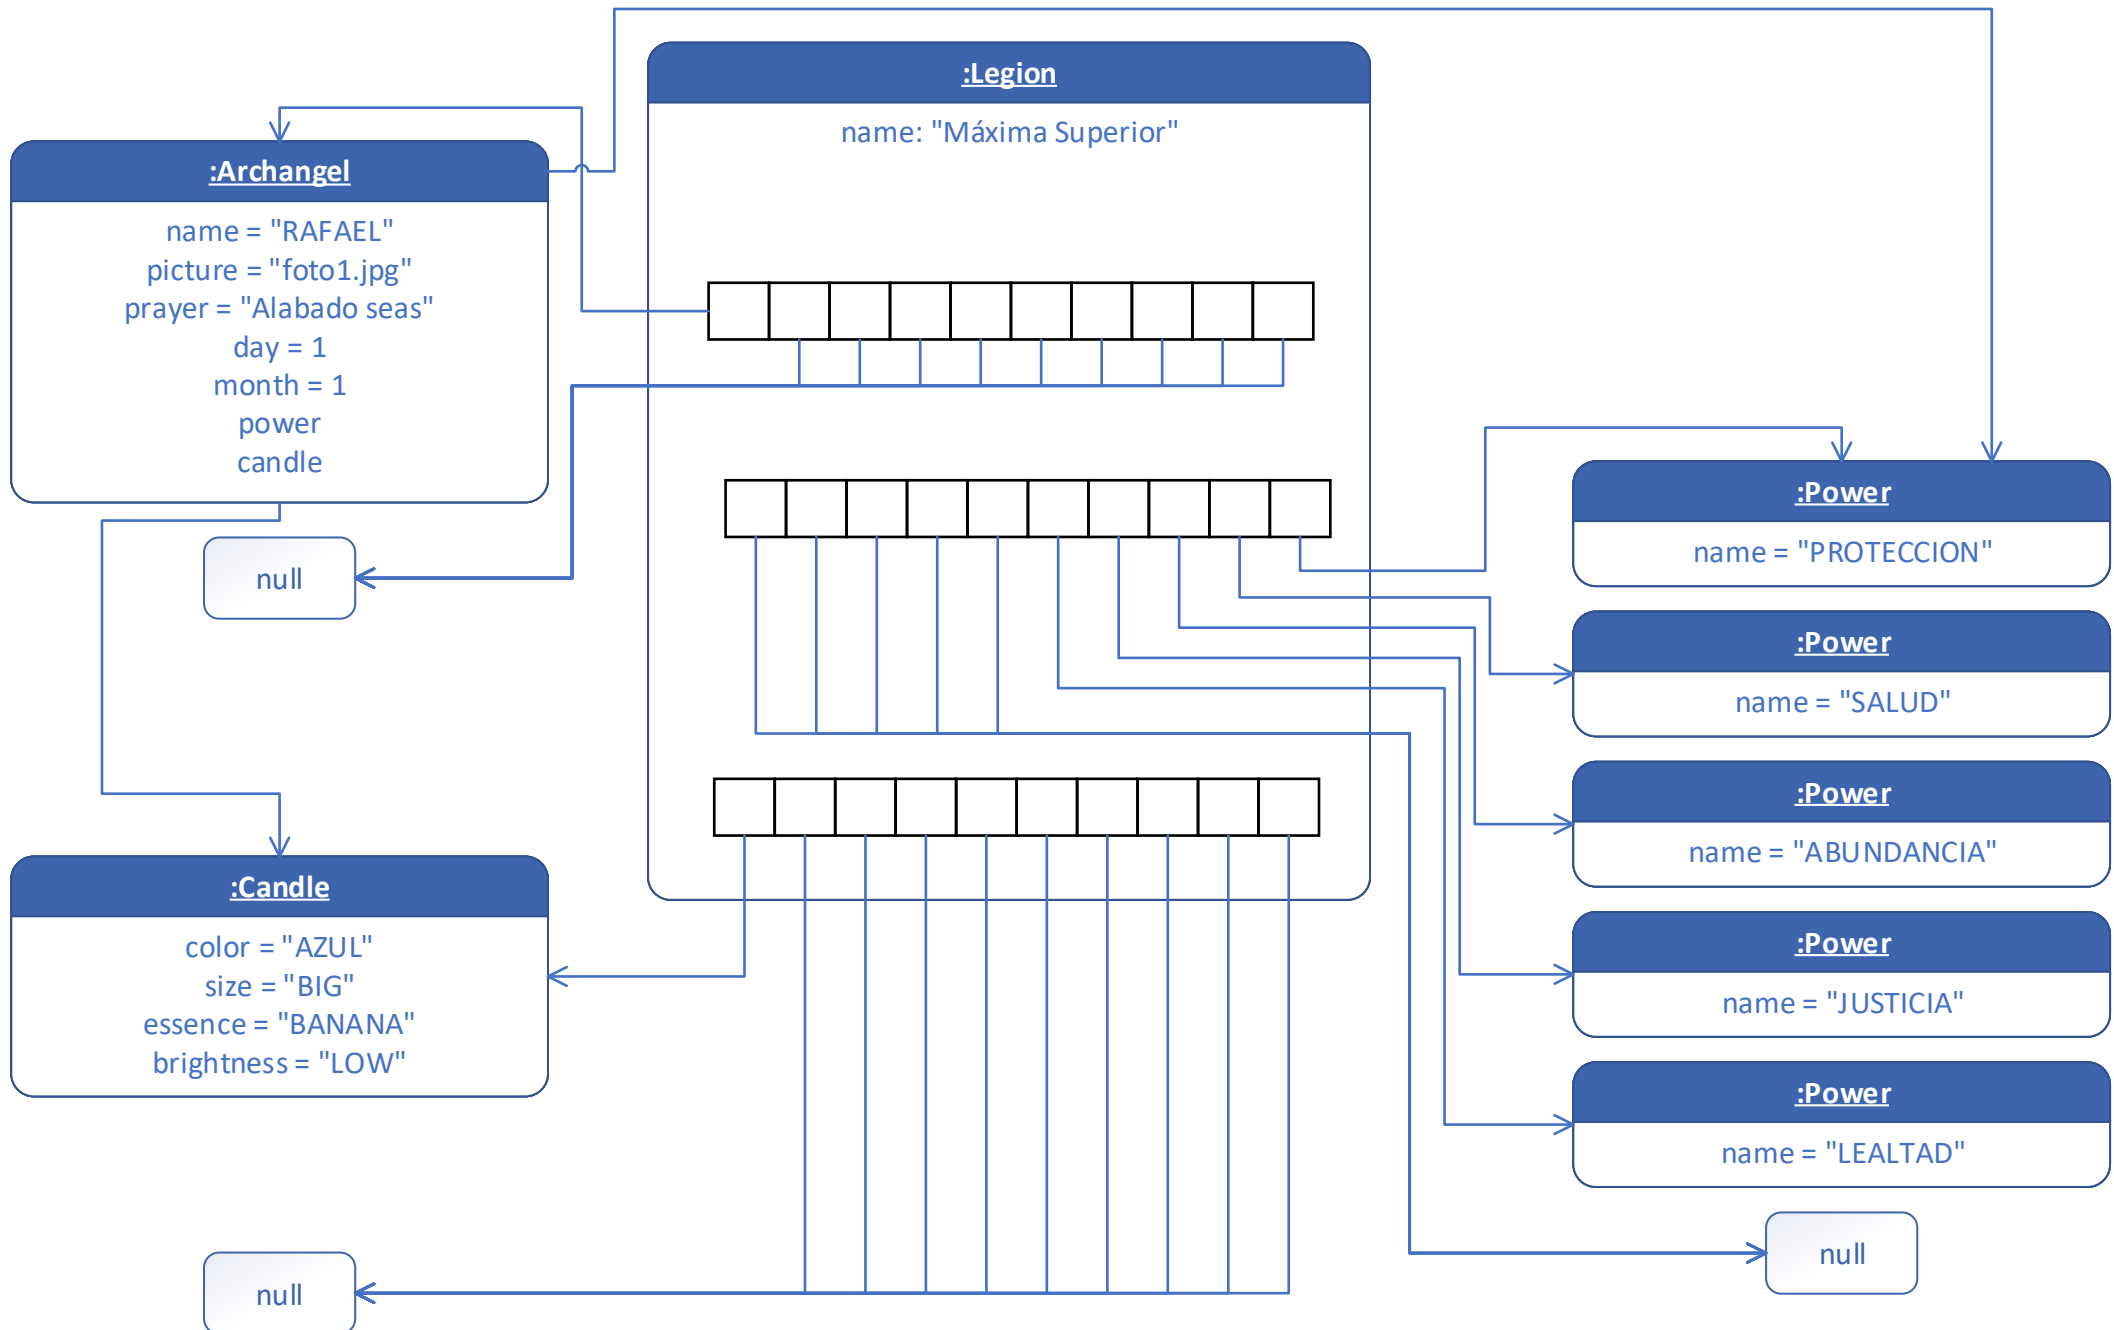 :Legion
name: "Máxima Superior"
:Archangel
name = "RAFAEL"
picture = "foto1.jpg"
prayer = "Alabado seas"
day = 1
month = 1
power
candle
null
:Candle
color = "AZUL"
size = "BIG"
essence = "BANANA"
brightness = "LOW"
null
:Power
name = "PROTECCION"
:Power
name = "SALUD"
:Power
name = "ABUNDANCIA"
:Power
name = "JUSTICIA"
:Power
name = "LEALTAD"
null